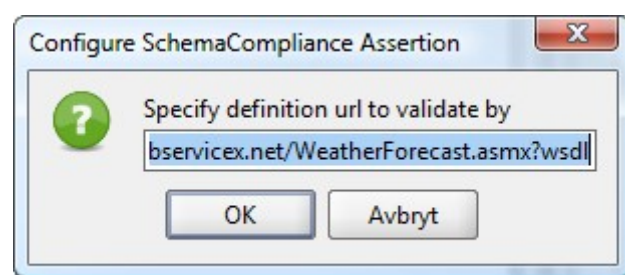 Configure SchemaCompliance Assertion
Specify definition url to validate by
bservicex.net/WeatherForecast.asmx?wsdl
OK
Avbryt